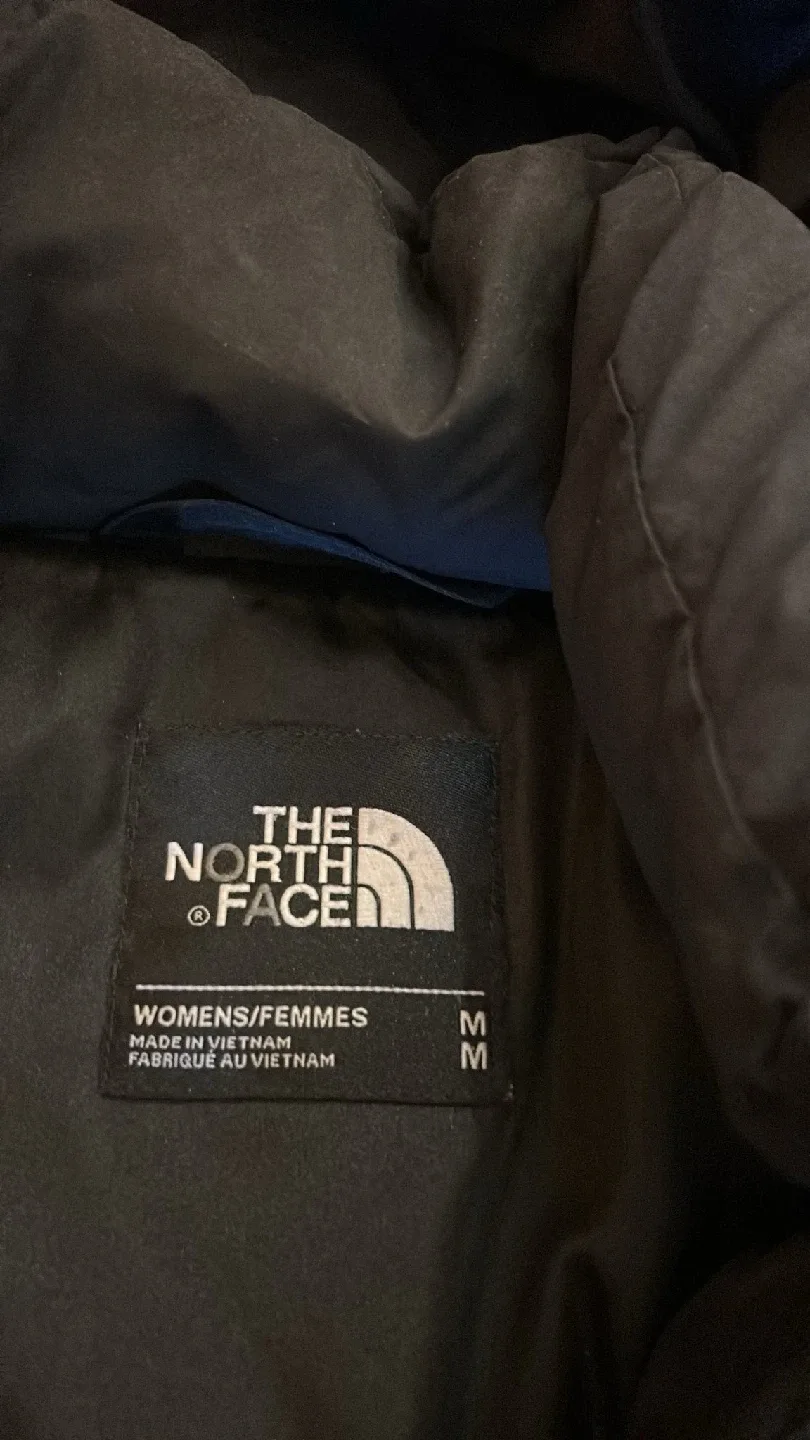 THE
NORTH
® FACE
WOMENS/FEMMES M
MADE IN VIETNAM
FABRIQUÉ AU VIETNAM M